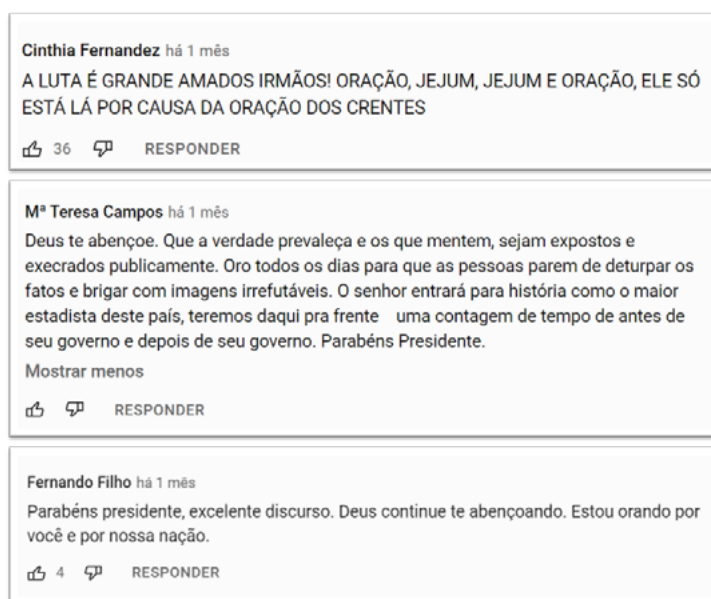 Cinthia Fernandez há 1 mês
A LUTA É GRANDE AMADOS IRMÃOS! ORAÇÃO, JEJUM, JEJUM E ORAÇÃO, ELE SÓ
ESTÁ LÁ POR CAUSA DA ORAÇÃO DOS CRENTES
36 RESPONDER
Mª Teresa Campos há 1 mês
Deus te abençoe. Que a verdade prevaleça e os que mentem, sejam expostos e
execrados publicamente. Oro todos os dias para que as pessoas parem de deturpar os
fatos e brigar com imagens irrefutáveis. O senhor entrará para história como o maior
estadista deste país, teremos daqui pra frente uma contagem de tempo de antes de
seu governo e depois de seu governo. Parabéns Presidente.
Mostrar menos
RESPONDER
Fernando Filho há 1 mês
Parabéns presidente, excelente discurso. Deus continue te abençoando. Estou orando por
você e por nossa nação.
4 RESPONDER